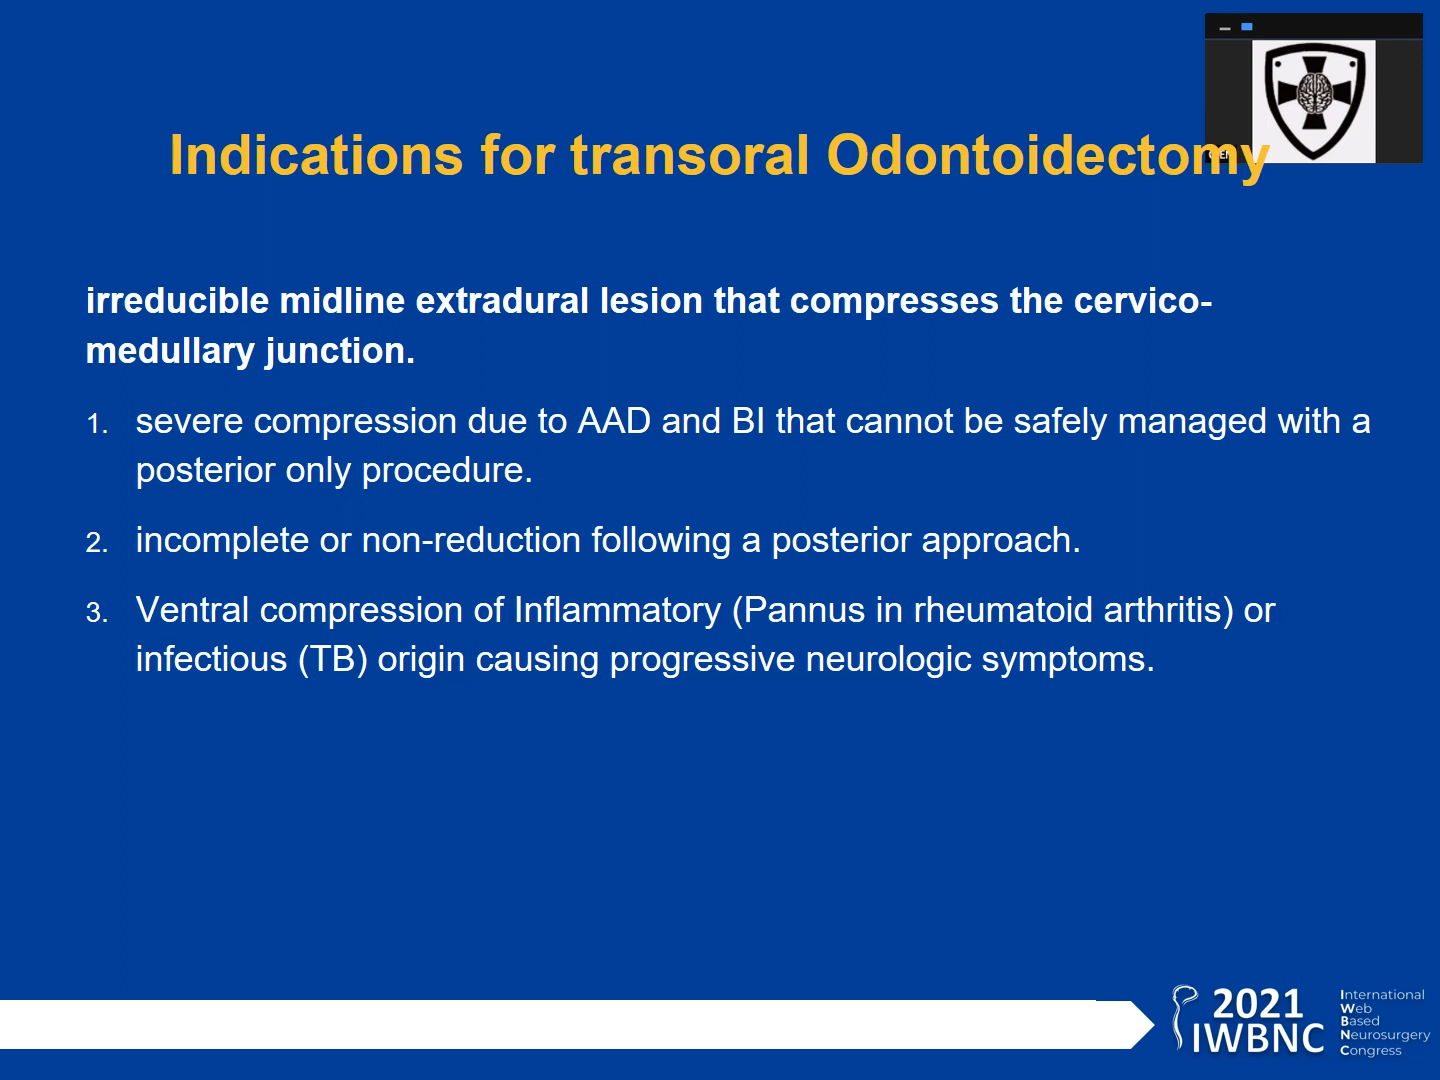 Indications for transoral Odontoidectomy
irreducible midline extradural lesion that compresses the cervico-
medullary junction.
1. severe compression due to AAD and BI that cannot be safely managed with a
posterior only procedure.
2. incomplete or non-reduction following a posterior approach.
3. Ventral compression of Inflammatory (Pannus in rheumatoid arthritis) or
infectious (TB) origin causing progressive neurologic symptoms.
2021
IWBNC
International
Web
Based
Neurosurgery
Congress